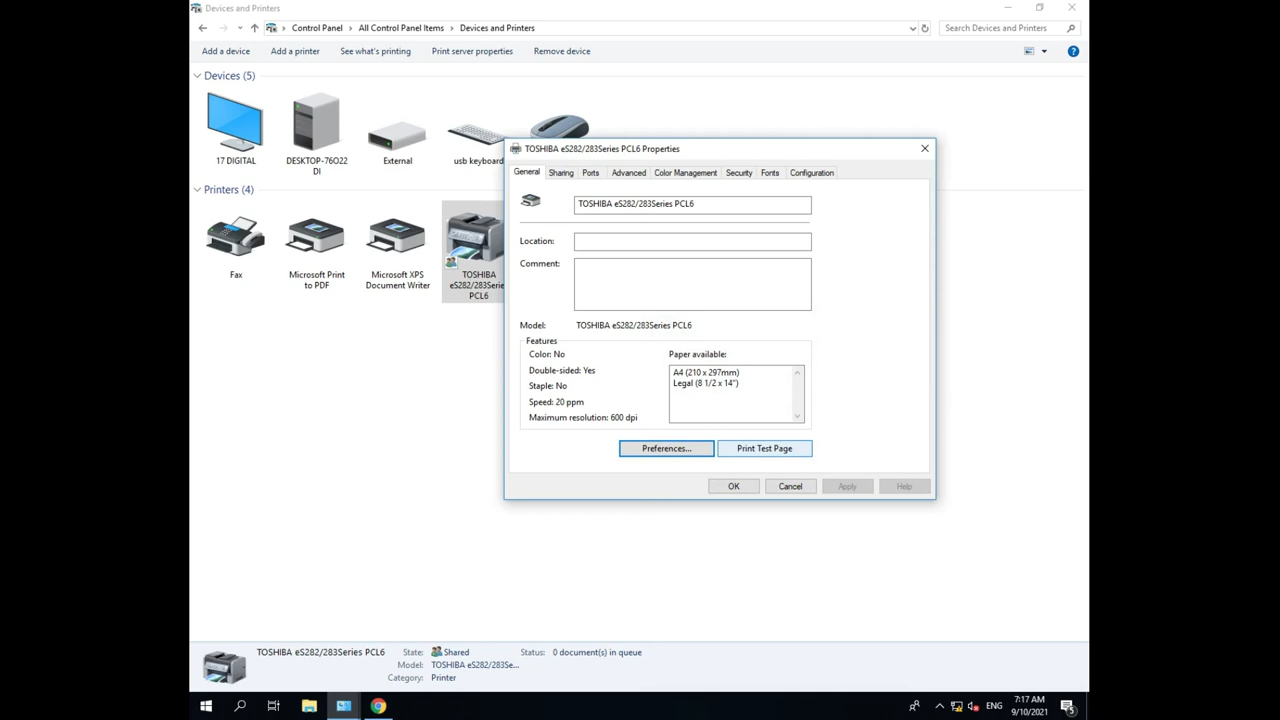 Devices and Printers
Control Panel > All Control Panel Items > Devices and Printers
Search Devices and Printers
Add a device
Add a printer
See what's printing
Print server properties
Remove device
Devices (5)
17 DIGITAL
DESKTOP-76O22
DI
External
usb keyboard
Printers (4)
Fax
Microsoft Print
to PDF
Microsoft XPS
Document Writer
TOSHIBA
eS282/283Serie
PCL6
TOSHIBA eS282/283Series PCL6 Properties
General
Sharing
Ports
Advanced
Color Management
Security
Fonts
Configuration
TOSHIBA eS282/283Series PCL6
Location:
Comment:
Model: TOSHIBA eS282/283Series PCL6
Features
Color: No
Double-sided: Yes
Staple: No
Speed: 20 ppm
Maximum resolution: 600 dpi
Paper available:
A4 (210 x 297mm)
Legal (8 1/2 x 14")
Preferences...
Print Test Page
OK
Cancel
Apply
Help
TOSHIBA eS282/283Series PCL6
State: Shared
Status: 0 document(s) in queue
Model: TOSHIBA eS282/283Se...
Category: Printer
ENG
7:17 AM
9/10/2021
5